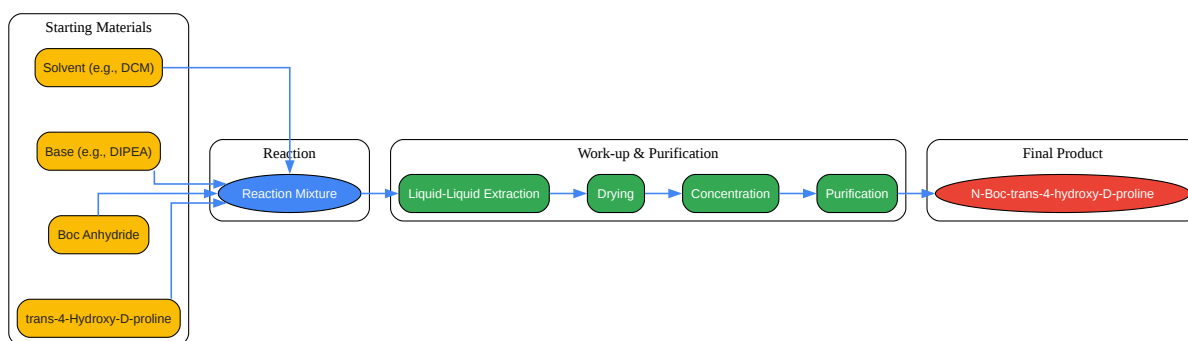 Starting Materials
Solvent (e.g., DCM)
Base (e.g., DIPEA)
Boc Anhydride
trans-4-Hydroxy-D-proline
Reaction
Reaction Mixture
Work-up & Purification
Liquid-Liquid Extraction
Drying
Concentration
Purification
Final Product
N-Boc-trans-4-hydroxy-D-proline